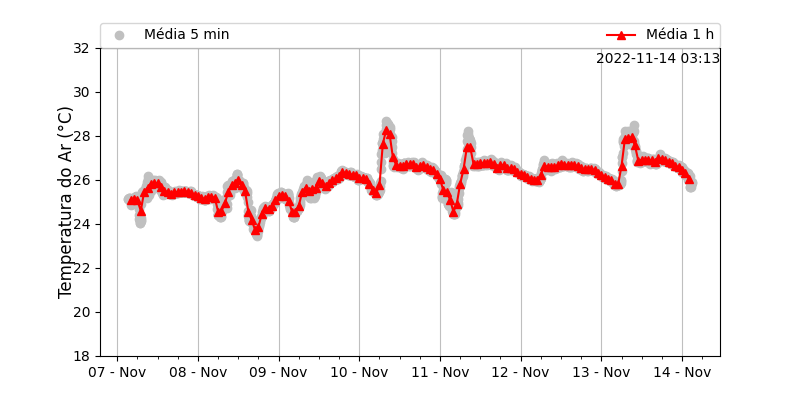 Média 5 min
Média 1 h
2022-11-14 03:13
Temperatura do Ar (°C)
32
30
28
26
24
22
20
18
07 - Nov
08 - Nov
09 - Nov
10 - Nov
11 - Nov
12 - Nov
13 - Nov
14 - Nov